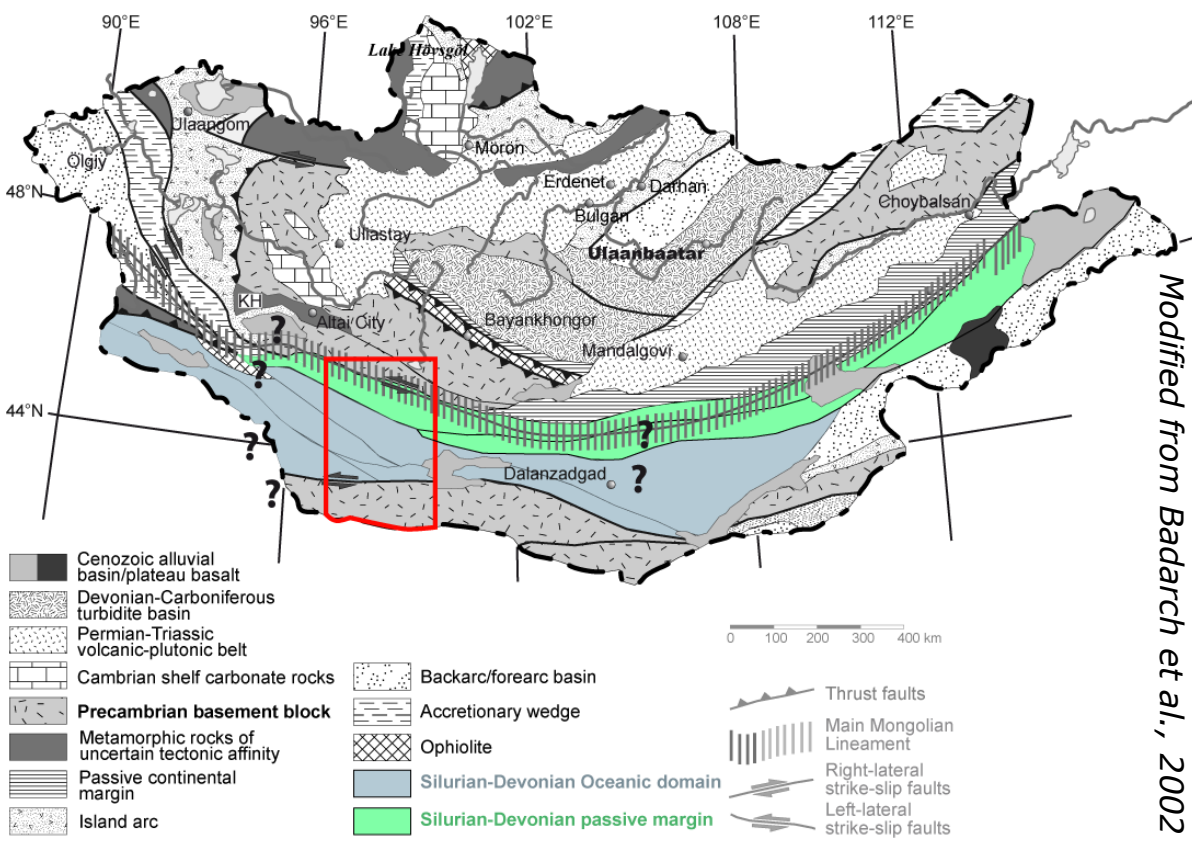 90°E
96°E
102°E
108°E
112°E
Lake Hövsgöl
Ulaangom
Ölgiy
Möron
48°N
Erdenet
Darhan
Bulgan
Choybalsan
Uliastay
Ulaanbaatar
KH
Altai City
Bayankhongor
?
Mandalgovi
?
44°N
?
?
Dalanzadgad
?
?
Cenozoic alluvial
basin/plateau basalt
Devonian-Carboniferous
turbidite basin
Permian-Triassic
volcanic-plutonic belt
Cambrian shelf carbonate rocks
Precambrian basement block
Metamorphic rocks of
uncertain tectonic affinity
Passive continental
margin
Island arc
Backarc/forearc basin
Accretionary wedge
Ophiolite
Silurian-Devonian Oceanic domain
Silurian-Devonian passive margin
0 100 200 300 400 km
Thrust faults
Main Mongolian
Lineament
Right-lateral
strike-slip faults
Left-lateral
strike-slip faults
Modified from Badarch et al., 2002